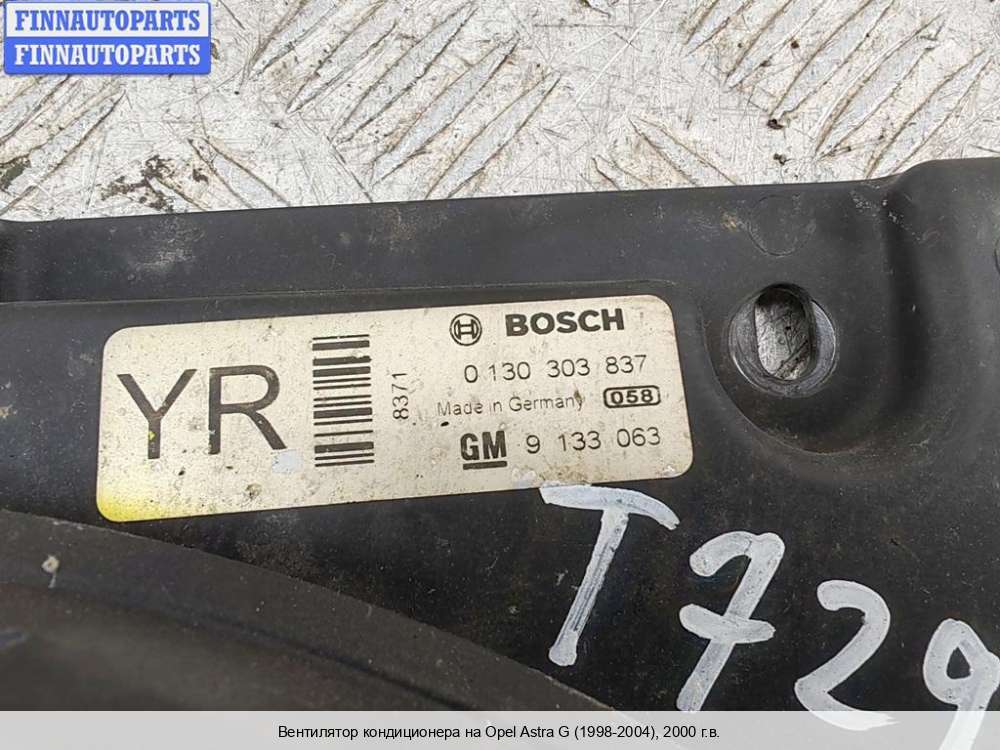 FINNAUTOPARTS
FINNAUTOPARTS
YR
8371
BOSCH
0 130 303 837
Made in Germany 058
GM 9 133 063
T729
Вентилятор кондиционера на Opel Astra G (1998-2004), 2000 г.в.